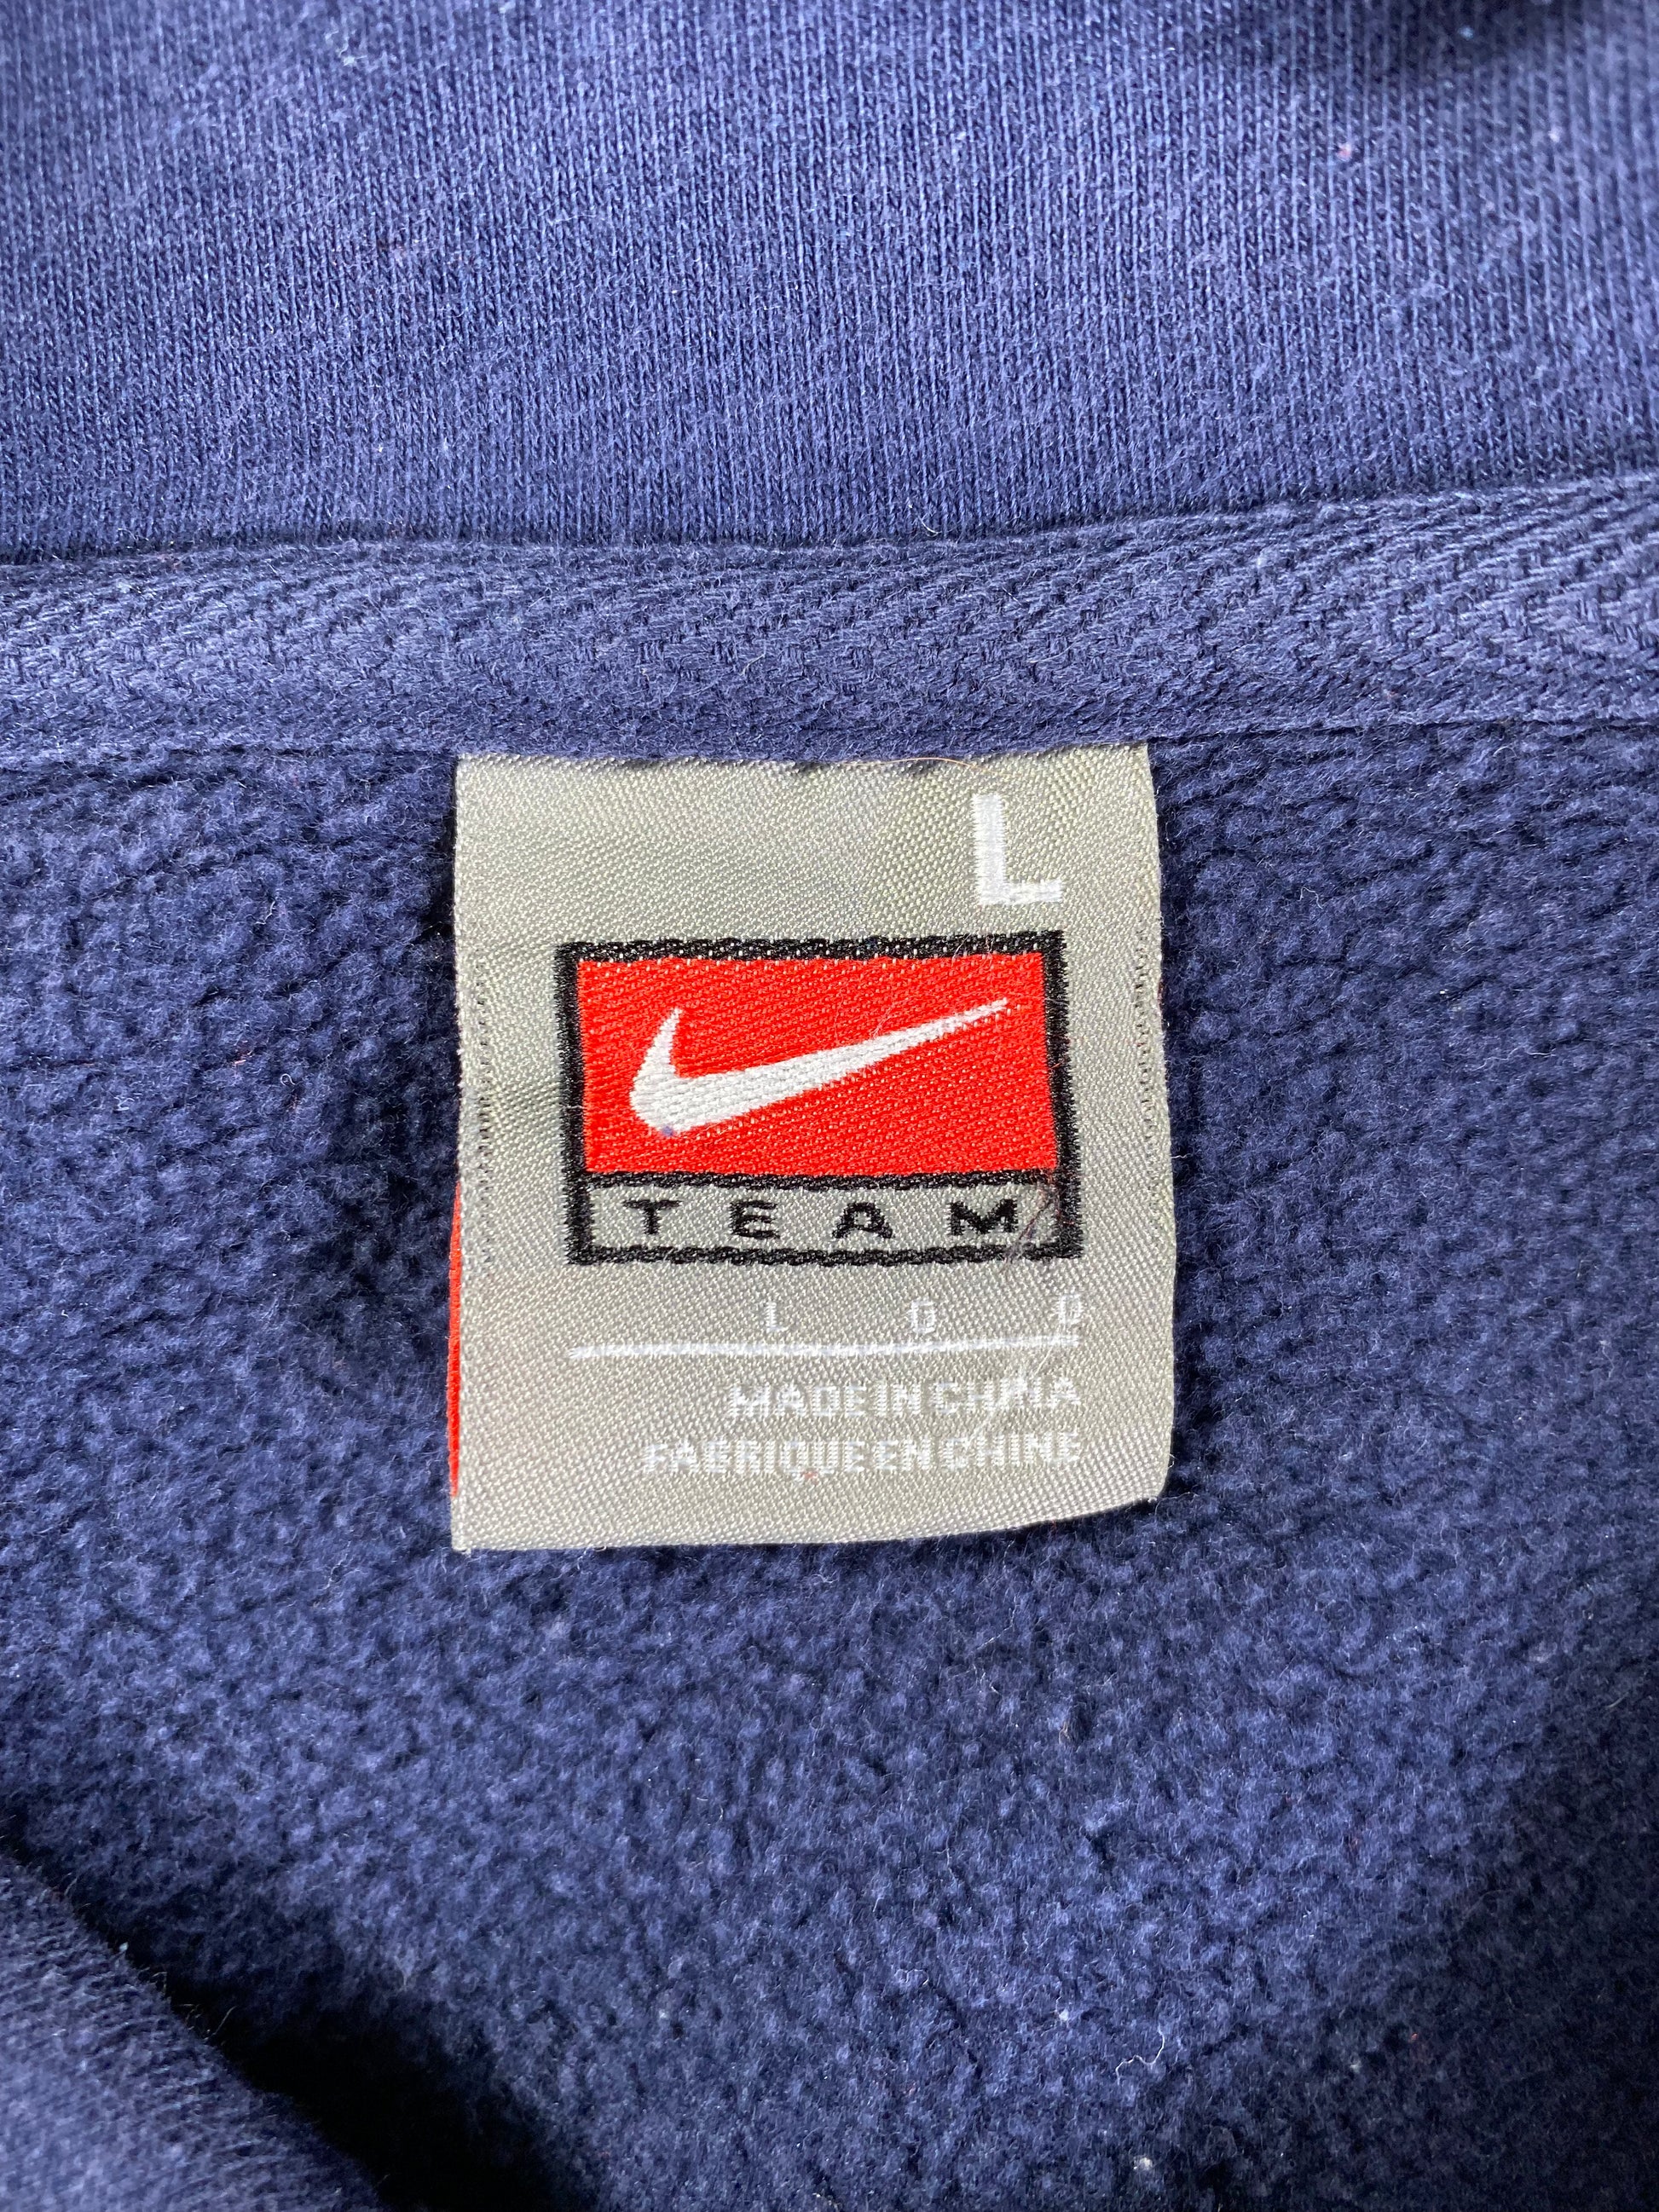 L
TEAM
L G G
MADE IN CHINA
FABRIQUE EN CHINE